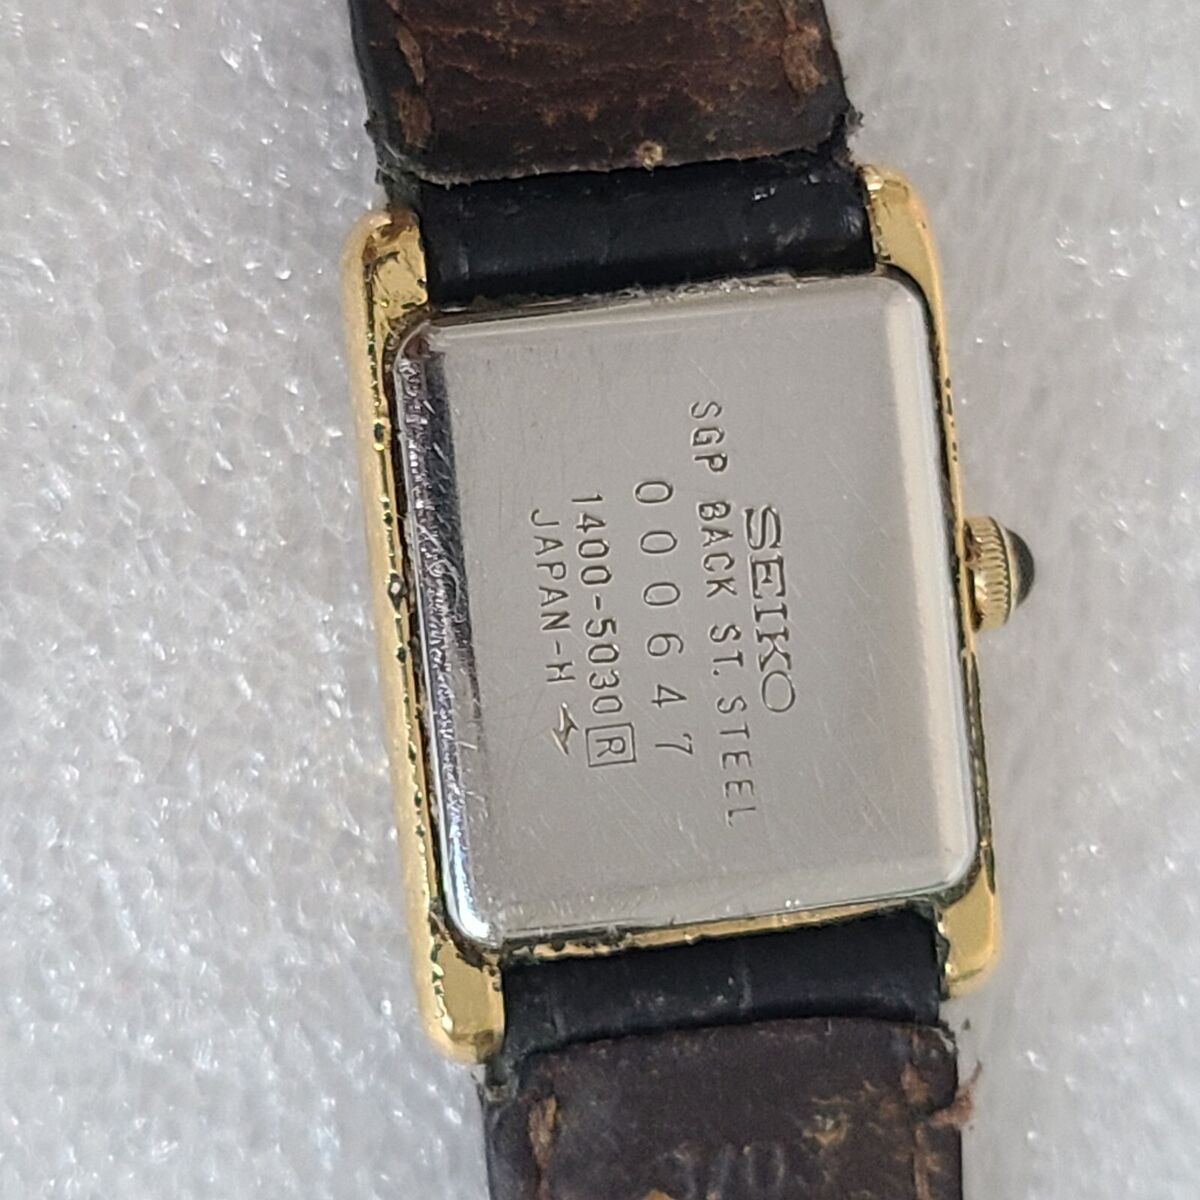 SEIKO
SGP BACK ST. STEEL
000647
1400-5030 R
JAPAN-H